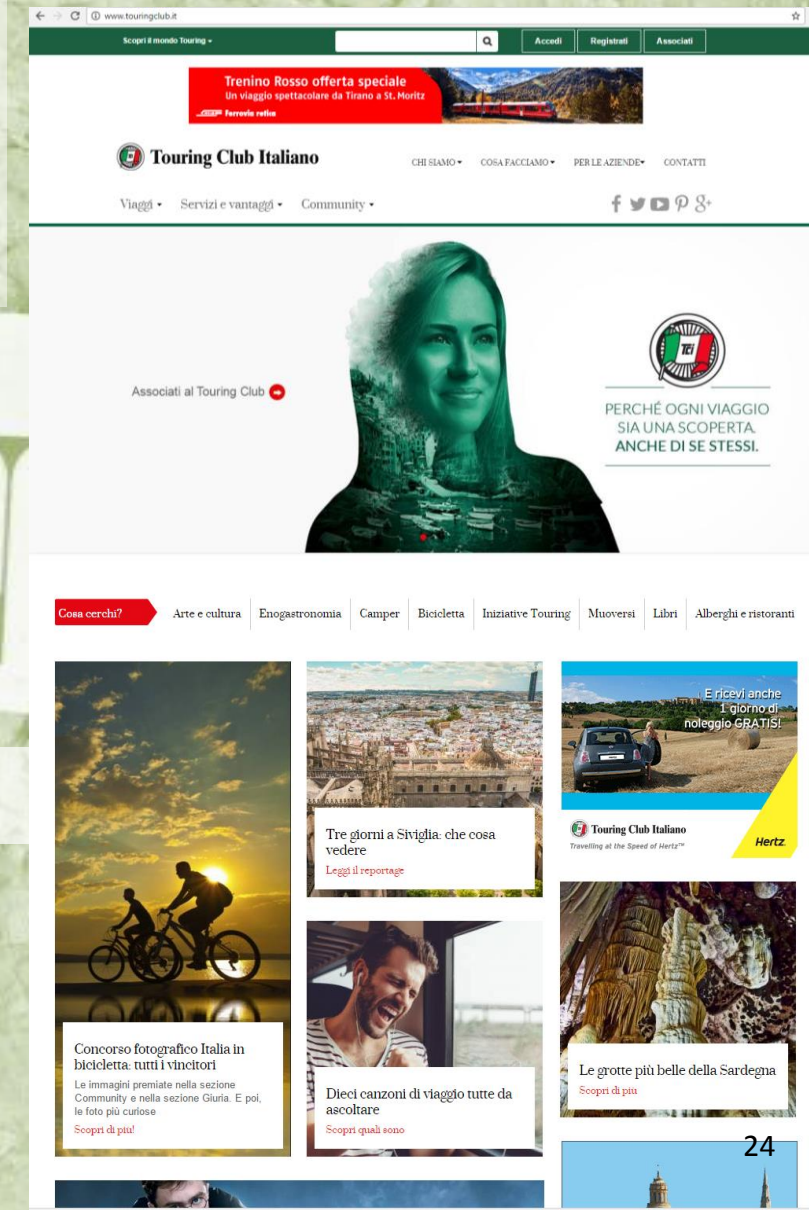 www.touringclub.it
Scopri il mondo Touring
Accedi
Registrati
Associati
Trenino Rosso offerta speciale
Un viaggio spettacolare da Tirano a St. Moritz
Ferrovia retica
Touring Club Italiano
CHI SIAMO
COSA FACCIAMO
PER LE AZIENDE
CONTATTI
Viaggi
Servizi e vantaggi
Community
Associati al Touring Club
TCI
PERCHÉ OGNI VIAGGIO
SIA UNA SCOPERTA.
ANCHE DI SE STESSI.
Cosa cerchi?
Arte e cultura
Enogastronomia
Camper
Bicicletta
Iniziative Touring
Muoversi
Libri
Alberghi e ristoranti
Concorso fotografico Italia in
bicicletta: tutti i vincitori
Le immagini premiate nella sezione
Community e nella sezione Giuria. E poi,
le foto più curiose
Scopri di più!
Tre giorni a Siviglia: che cosa
vedere
Leggi il reportage
Dieci canzoni di viaggio tutte da
ascoltare
Scopri quali sono
E ricevi anche
1 giorno di
noleggio GRATIS!
Touring Club Italiano
Travelling at the Speed of Hertz™
Hertz
Le grotte più belle della Sardegna
Scopri di più
24